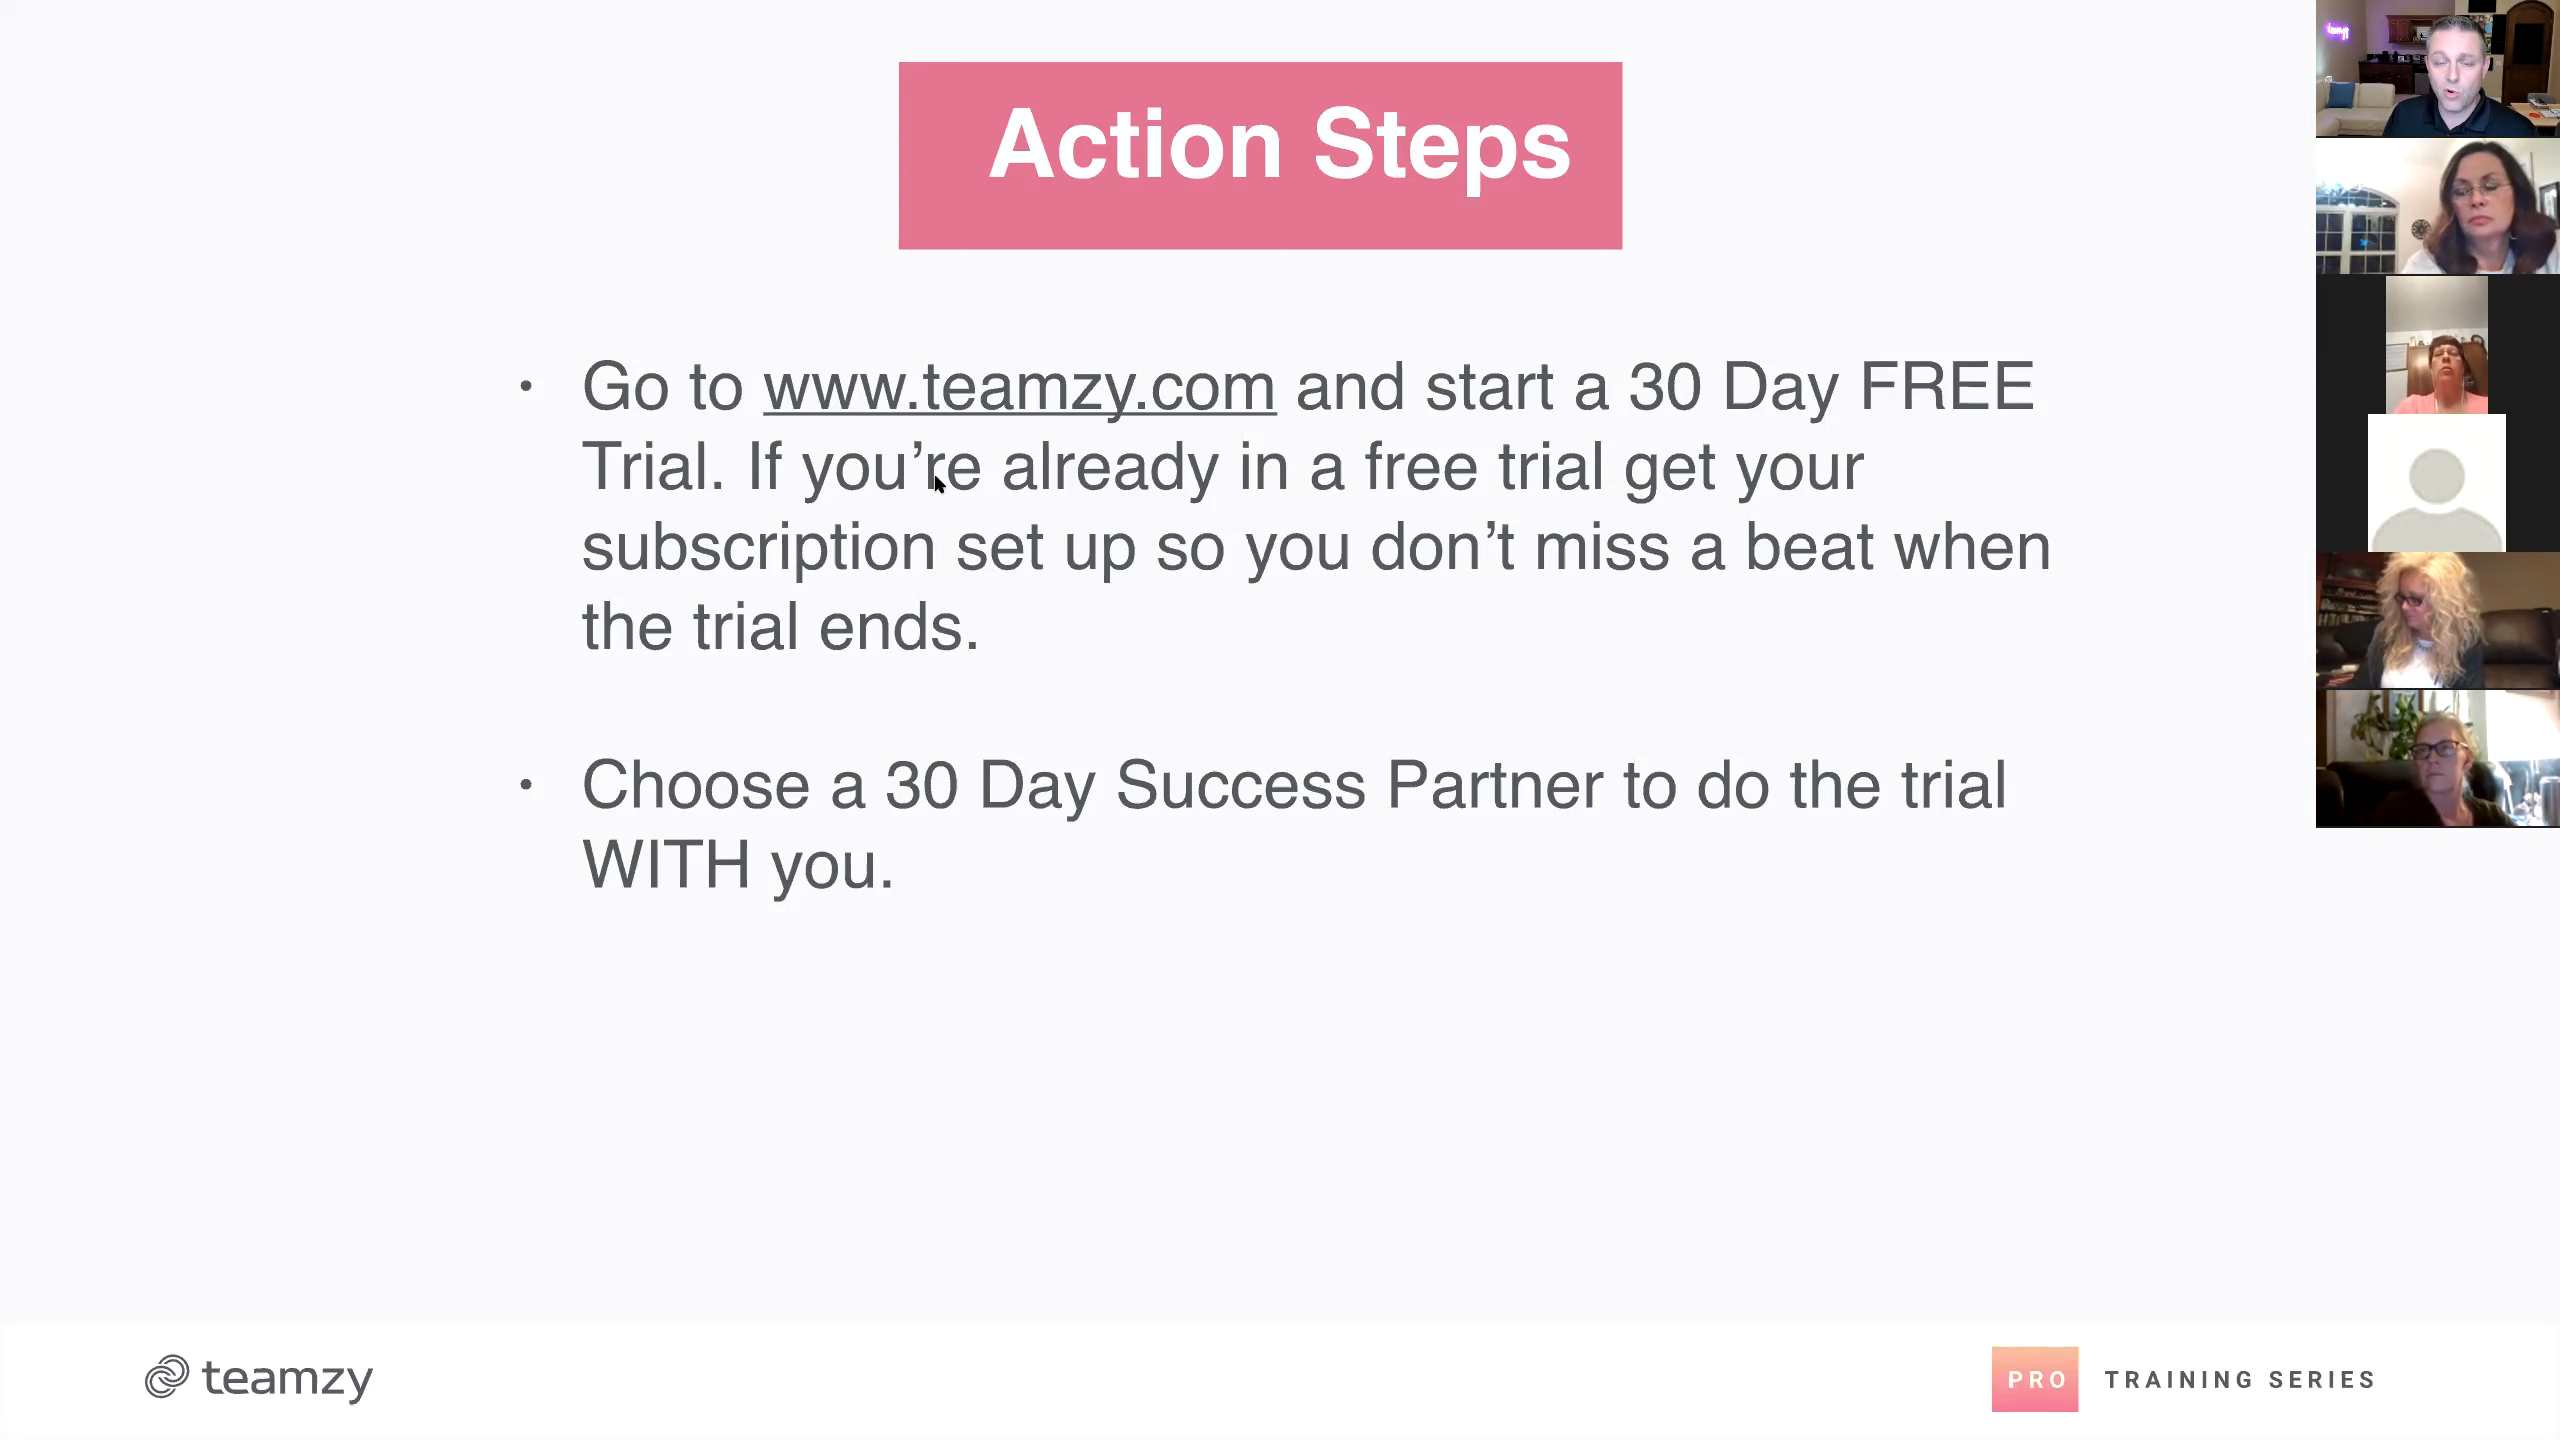 Action Steps
• Go to www.teamzy.com and start a 30 Day FREE
Trial. If you’re already in a free trial get your
subscription set up so you don’t miss a beat when
the trial ends.
• Choose a 30 Day Success Partner to do the trial
WITH you.
teamzy
PRO TRAINING SERIES